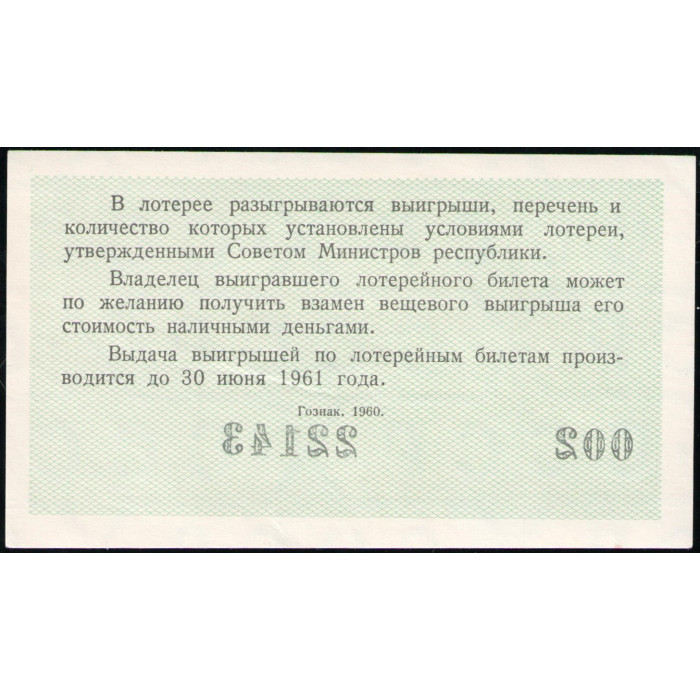 В лотерее разыгрываются выигрыши, перечень и
количество которых установлены условиями лотереи,
утвержденными Советом Министров республики.
Владелец выигравшего лотерейного билета может
по желанию получить взамен вещевого выигрыша его
стоимость наличными деньгами.
Выдача выигрышей по лотерейным билетам произ-
водится до 30 июня 1961 года.
Гознак. 1960.
22143 002